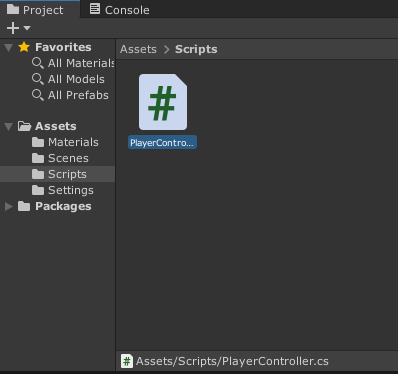 Project
Console
Favorites
All Materials
All Models
All Prefabs
Assets
Materials
Scenes
Scripts
Settings
Packages
Assets > Scripts
#
PlayerContro...
# Assets/Scripts/PlayerController.cs